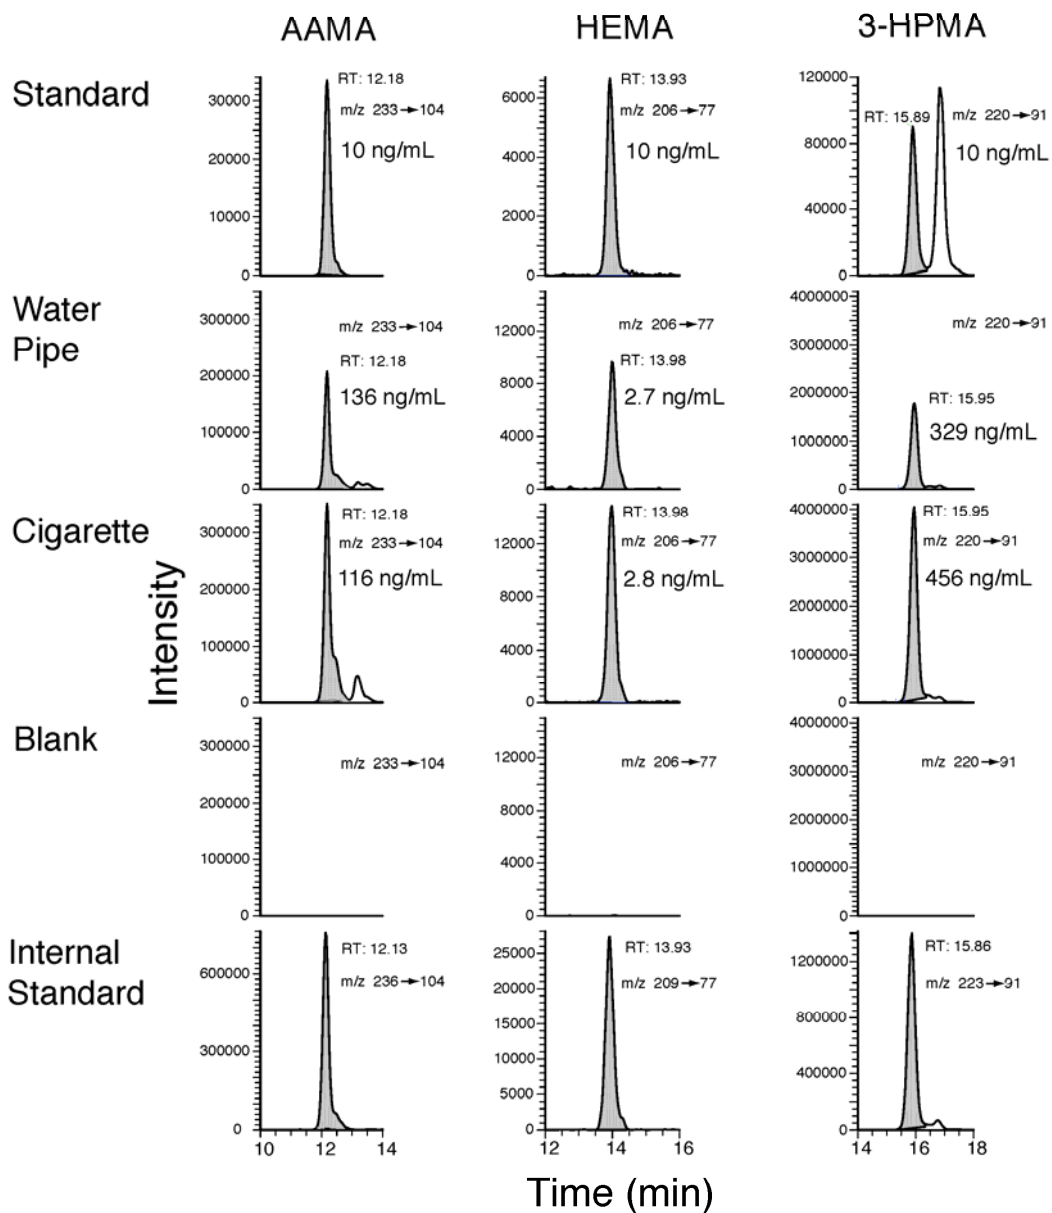 AAMA HEMA 3-HPMA
Standard
RT: 12.18
m/z 233→104
10 ng/mL
30000
20000
10000
0
RT: 13.93
m/z 206→77
10 ng/mL
6000
4000
2000
0
RT: 15.89
m/z 220→91
10 ng/mL
120000
80000
40000
0
Water
Pipe
m/z 233→104
RT: 12.18
136 ng/mL
300000
200000
100000
0
m/z 206→77
RT: 13.98
2.7 ng/mL
12000
8000
4000
0
m/z 220→91
RT: 15.95
329 ng/mL
4000000
3000000
2000000
1000000
0
Cigarette
RT: 12.18
m/z 233→104
116 ng/mL
300000
200000
100000
0
RT: 13.98
m/z 206→77
2.8 ng/mL
12000
8000
4000
0
RT: 15.95
m/z 220→91
456 ng/mL
4000000
3000000
2000000
1000000
0
Intensity
Blank
m/z 233→104
300000
200000
100000
0
m/z 206→77
12000
8000
4000
0
m/z 220→91
4000000
3000000
2000000
1000000
0
Internal
Standard
RT: 12.13
m/z 236→104
600000
300000
0
10 12 14
RT: 13.93
m/z 209→77
25000
20000
15000
10000
5000
0
12 14 16
RT: 15.86
m/z 223→91
1200000
800000
400000
0
14 16 18
Time (min)